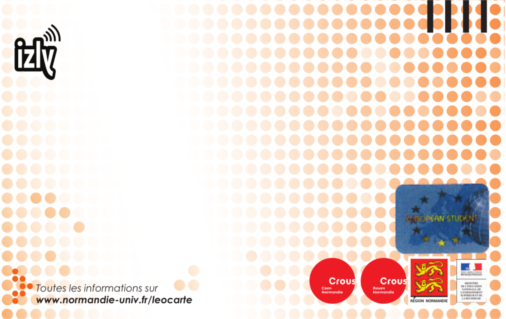 izly
EUROPEAN STUDENT
Crous
Caen
Normandie
Crous
Rouen
Normandie
RÉGION NORMANDIE
Toutes les informations sur
www.normandie-univ.fr/leocarte